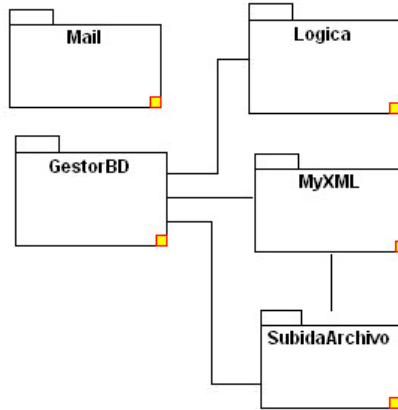 Mail
Logica
GestorBD
MyXML
SubidaArchivo